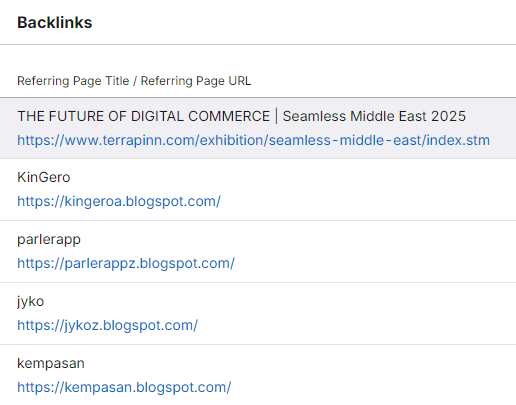 Backlinks
Referring Page Title / Referring Page URL
THE FUTURE OF DIGITAL COMMERCE | Seamless Middle East 2025
https://www.terrapinn.com/exhibition/seamless-middle-east/index.stm
KinGero
https://kingeroa.blogspot.com/
parlerapp
https://parlerappz.blogspot.com/
jyko
https://jykoz.blogspot.com/
kempasan
https://kempasan.blogspot.com/